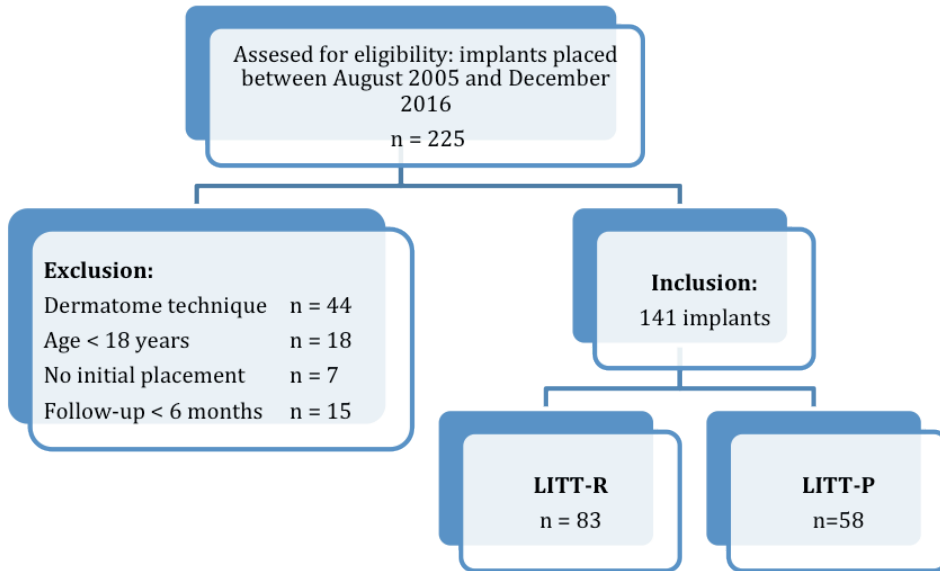 Assesed for eligibility: implants placed
between August 2005 and December
2016
n = 225
Exclusion:
Dermatome technique n = 44
Age < 18 years n = 18
No initial placement n = 7
Follow-up < 6 months n = 15
Inclusion:
141 implants
LITT-R
n = 83
LITT-P
n=58